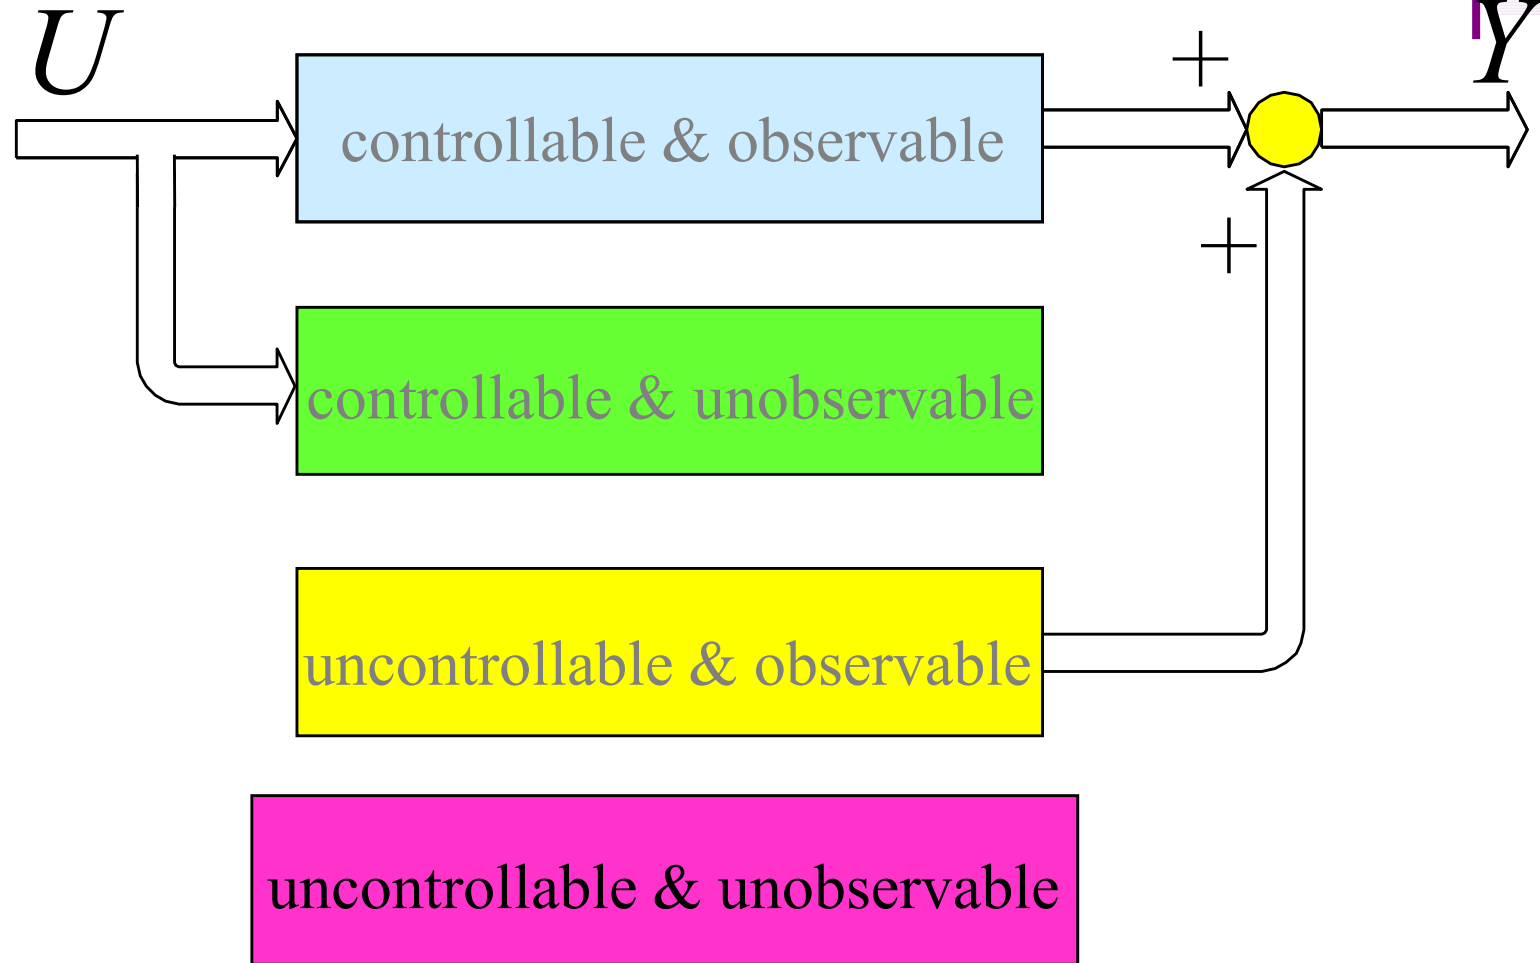 U
Y
+
controllable & observable
+
controllable & unobservable
uncontrollable & observable
uncontrollable & unobservable